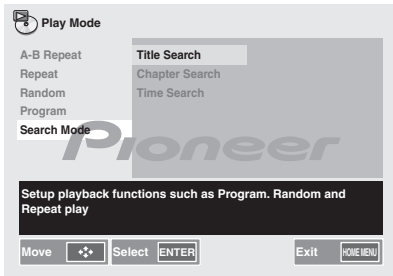 Play Mode
A-B Repeat
Repeat
Random
Program
Search Mode
Title Search
Chapter Search
Time Search
Pioneer
Setup playback functions such as Program. Random and
Repeat play
Move Select ENTER Exit HOME MENU